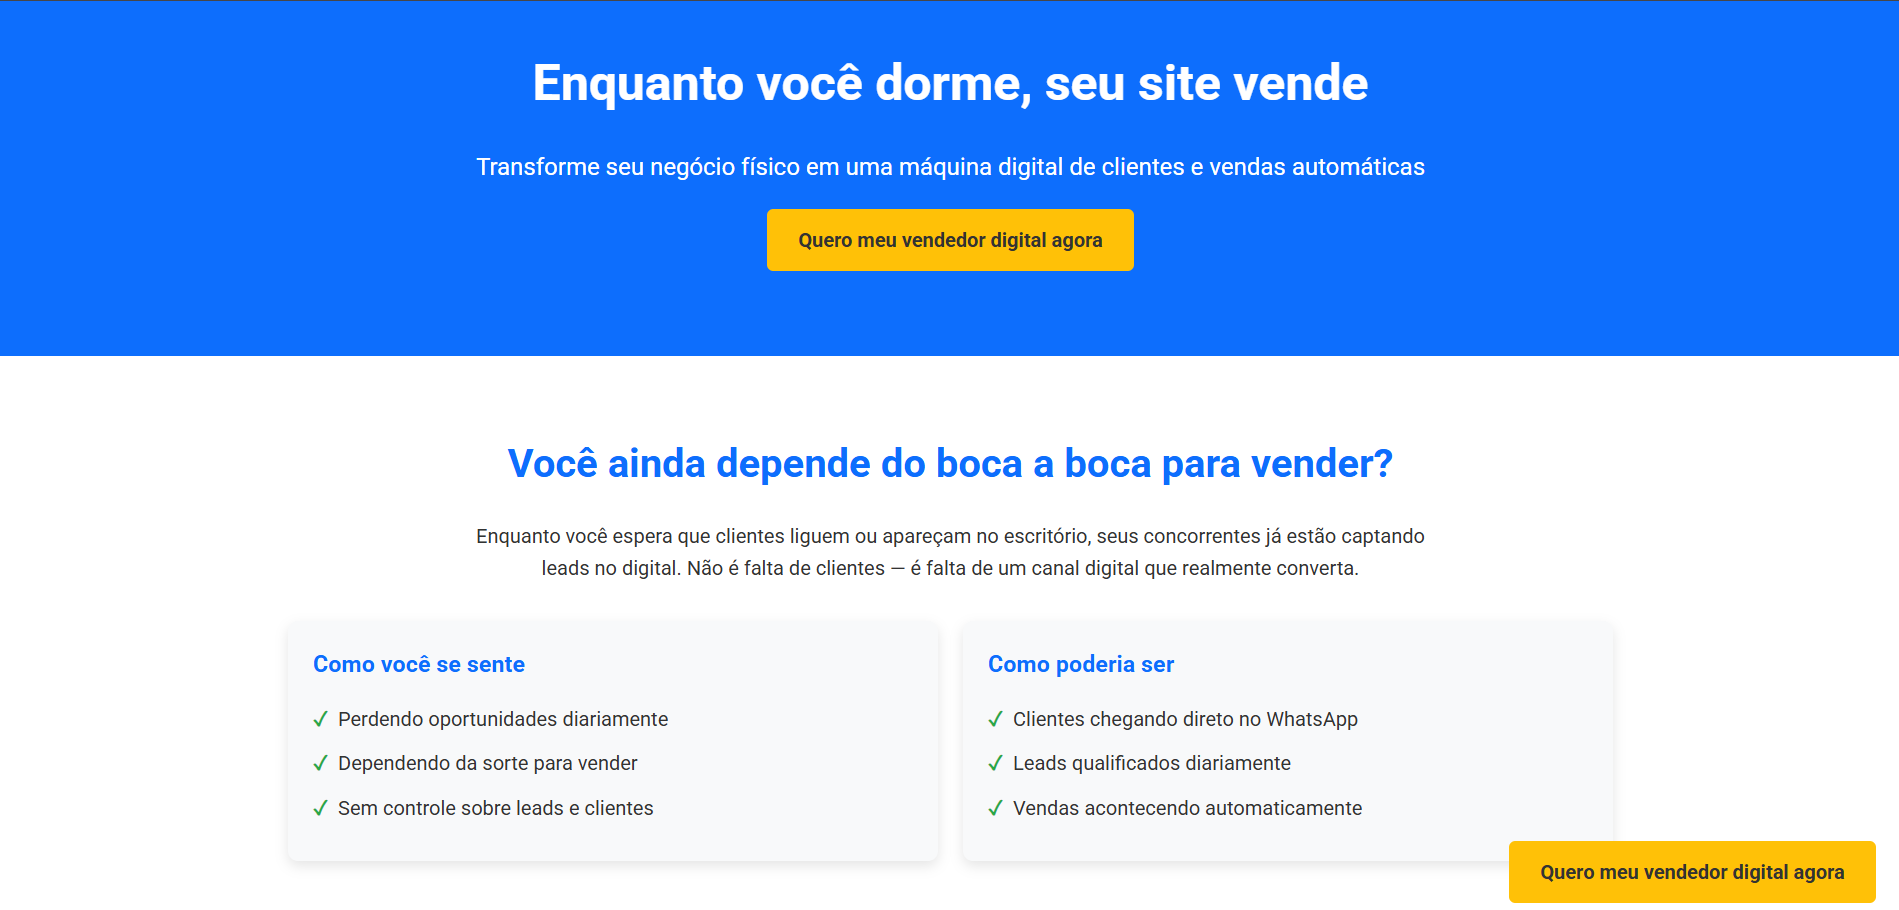 Enquanto você dorme, seu site vende
Transforme seu negócio físico em uma máquina digital de clientes e vendas automáticas
Quero meu vendedor digital agora
Você ainda depende do boca a boca para vender?
Enquanto você espera que clientes liguem ou apareçam no escritório, seus concorrentes já estão captando
leads no digital. Não é falta de clientes — é falta de um canal digital que realmente converta.
Como você se sente
✓ Perdendo oportunidades diariamente
✓ Dependendo da sorte para vender
✓ Sem controle sobre leads e clientes
Como poderia ser
✓ Clientes chegando direto no WhatsApp
✓ Leads qualificados diariamente
✓ Vendas acontecendo automaticamente
Quero meu vendedor digital agora